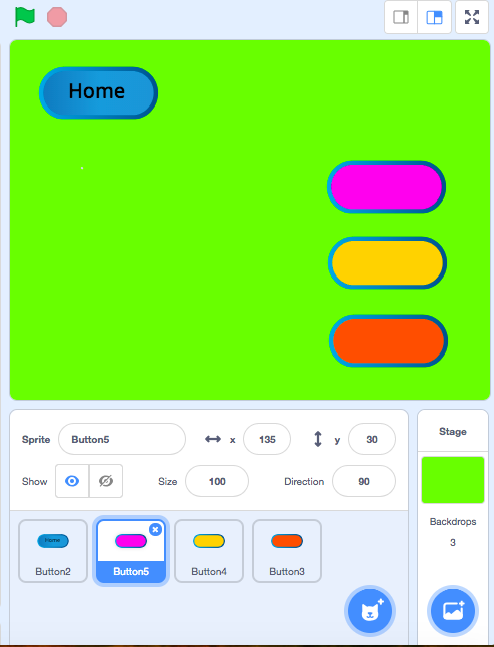 Home
Sprite Button5 x 135 y 30
Show Size 100 Direction 90
Stage
Backdrops
3
Home
Button2 Button5 Button4 Button3